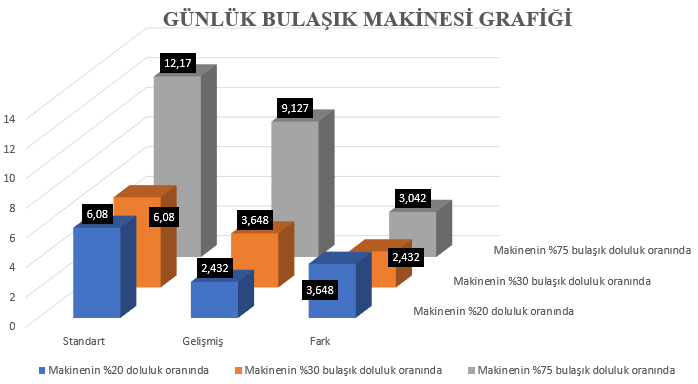 GÜNLÜK BULAŞIK MAKİNESİ GRAFİĞİ
12,17
9,127
3,042
6,08
6,08
3,648
2,432
2,432
3,648
14
12
10
8
6
4
2
0
Makinenin %75 bulaşık doluluk oranında
Makinenin %30 bulaşık doluluk oranında
Makinenin %20 doluluk oranında
Standart Gelişmiş Fark
Makinenin %20 doluluk oranında Makinenin %30 bulaşık doluluk oranında Makinenin %75 bulaşık doluluk oranında